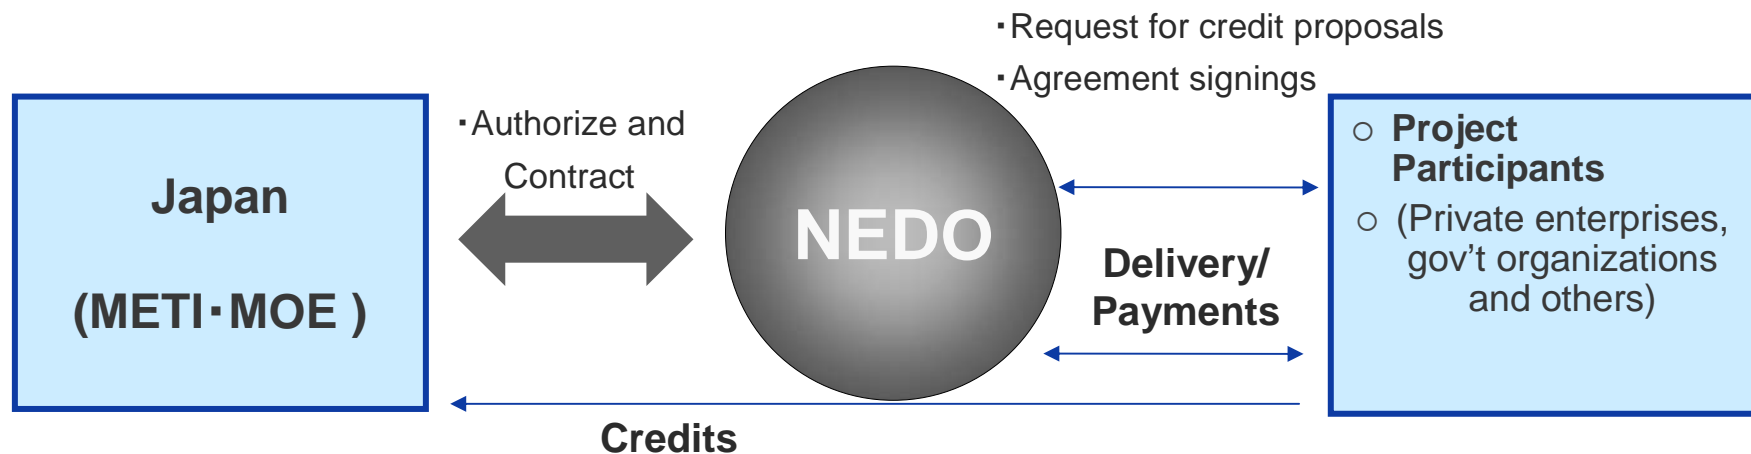 ・Request for credit proposals
・Agreement signings
・Authorize and
Contract
Japan
(METI・MOE )
NEDO
Delivery/
Payments
Credits
○ Project
Participants
○ (Private enterprises,
gov’t organizations
and others)